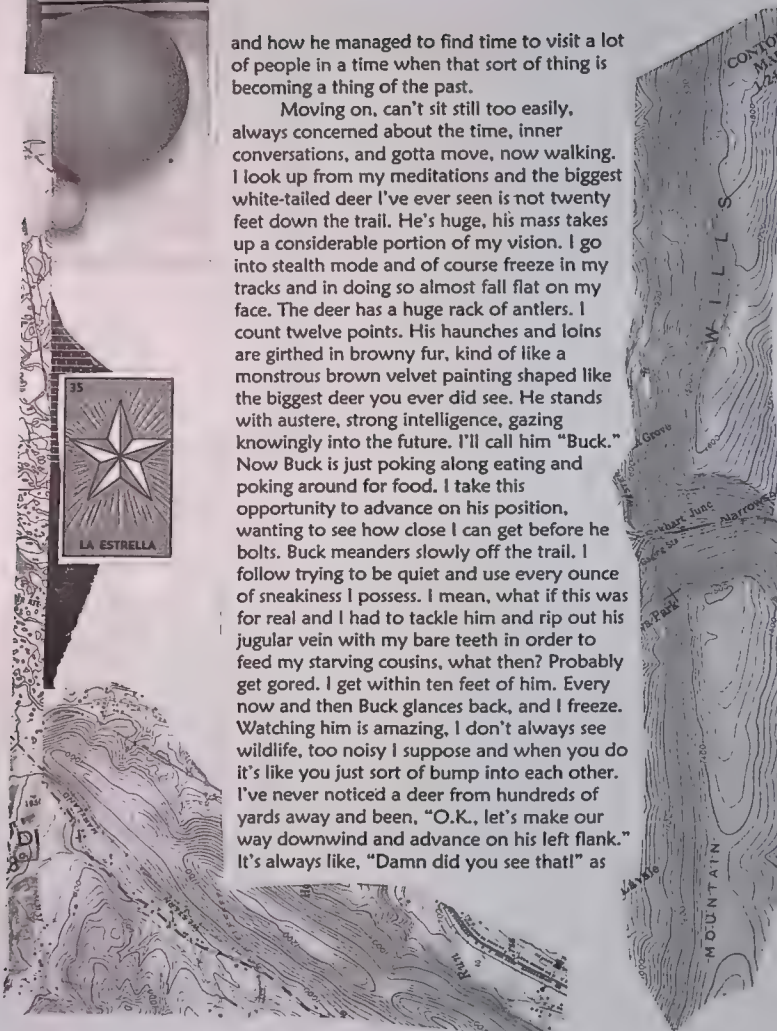 and how he managed to find time to visit a lot
of people in a time when that sort of thing is
becoming a thing of the past.
Moving on, can't sit still too easily,
always concerned about the time, inner
conversations, and gotta move, now walking.
I look up from my meditations and the biggest
white-tailed deer I've ever seen is not twenty
feet down the trail. He's huge, his mass takes
up a considerable portion of my vision. I go
into stealth mode and of course freeze in my
tracks and in doing so almost fall flat on my
face. The deer has a huge rack of antlers. I
count twelve points. His haunches and loins
are girthed in browny fur, kind of like a
monstrous brown velvet painting shaped like
the biggest deer you ever did see. He stands
with austere, strong intelligence, gazing
knowingly into the future. I'll call him "Buck."
Now Buck is just poking along eating and
poking around for food. I take this
opportunity to advance on his position,
wanting to see how close I can get before he
bolts. Buck meanders slowly off the trail. I
follow trying to be quiet and use every ounce
of sneakiness I possess. I mean, what if this was
for real and I had to tackle him and rip out his
jugular vein with my bare teeth in order to
feed my starving cousins, what then? Probably
get gored. I get within ten feet of him. Every
now and then Buck glances back, and I freeze.
Watching him is amazing, I don't always see
wildlife, too noisy I suppose and when you do
it's like you just sort of bump into each other.
I've never noticed a deer from hundreds of
yards away and been, "O.K., let's make our
way downwind and advance on his left flank."
It's always like, "Damn did you see that!" as
35
LA ESTRELLA
WILLS
Grove
Eckhart Junc
Narrows
Park
Lavale
MOUNTAIN
MARYLAND
Run